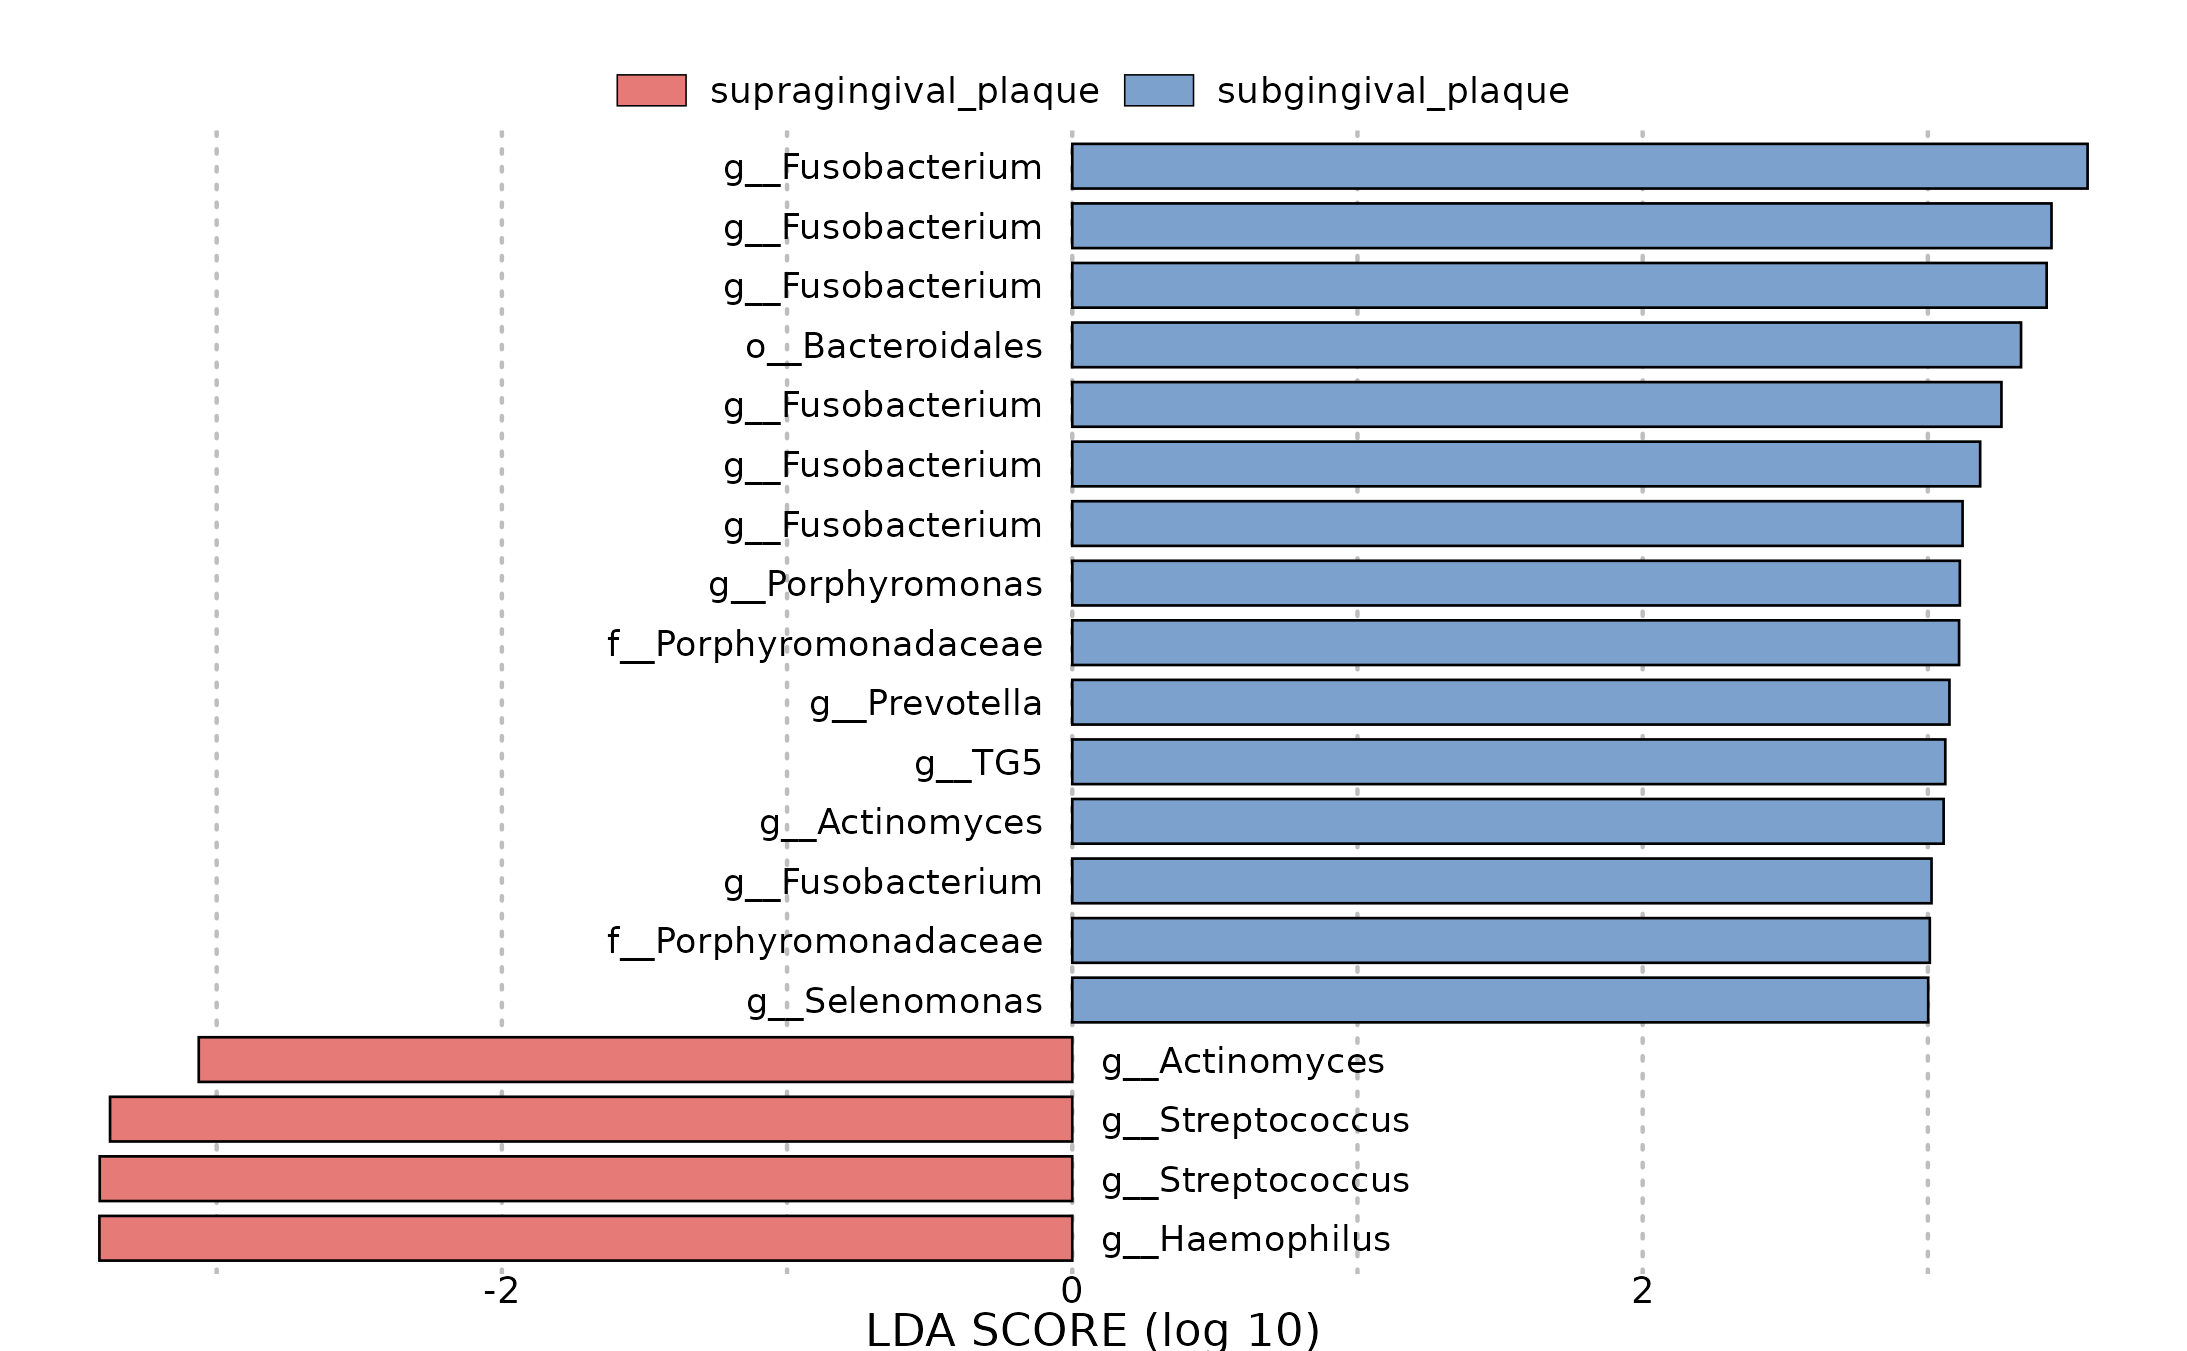 supragingival_plaque subgingival_plaque
g__Fusobacterium
g__Fusobacterium
g__Fusobacterium
o__Bacteroidales
g__Fusobacterium
g__Fusobacterium
g__Fusobacterium
g__Porphyromonas
f__Porphyromonadaceae
g__Prevotella
g__TG5
g__Actinomyces
g__Fusobacterium
f__Porphyromonadaceae
g__Selenomonas
g__Actinomyces
g__Streptococcus
g__Streptococcus
g__Haemophilus
-2 0 2
LDA SCORE (log 10)